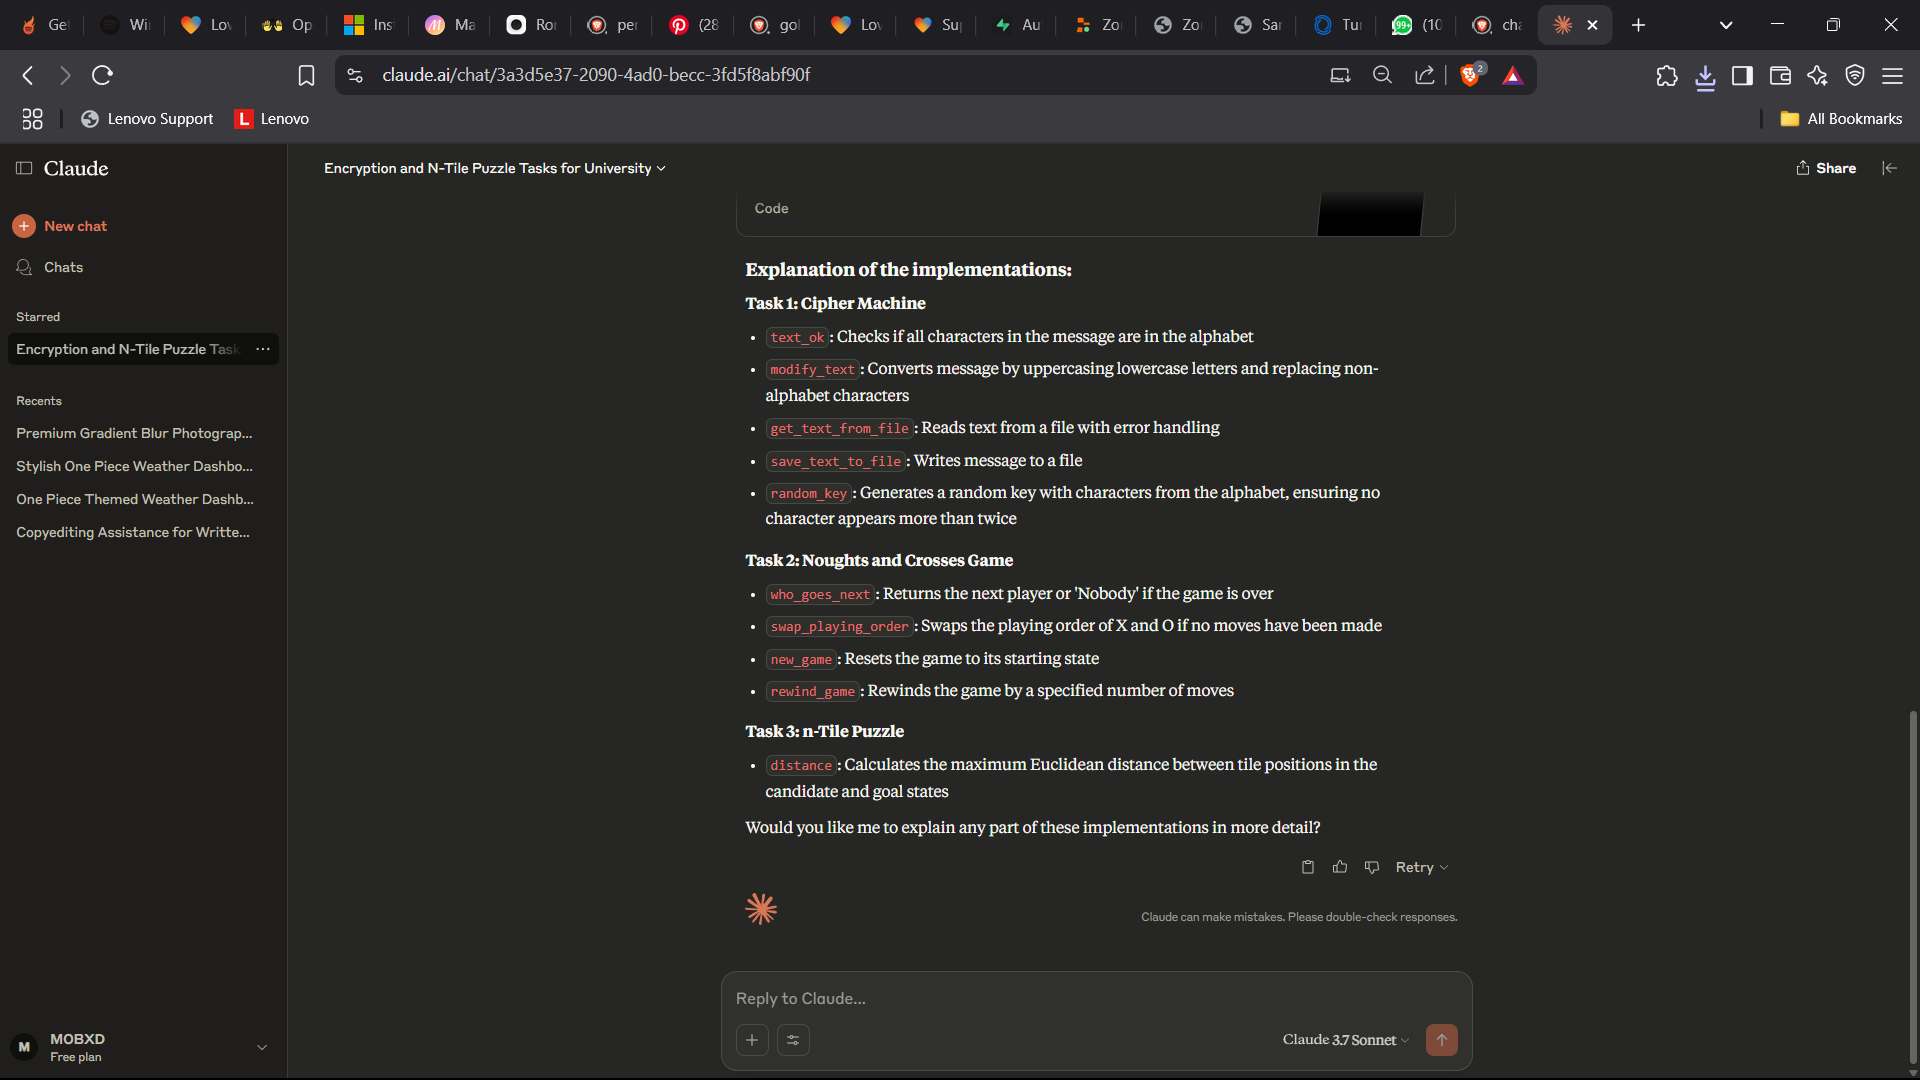 Ge
Wi
Lov
Op
Ins
Ma
Ror
per
(28
gol
Lov
Su
Au
Zo
Zo
Sar
Tu
99+
(10
cha
claude.ai/chat/3a3d5e37-2090-4ad0-becc-3fd5f8abf90f
2
Lenovo Support
L
Lenovo
All Bookmarks
Claude
New chat
Chats
Starred
Encryption and N-Tile Puzzle Task
Recents
Premium Gradient Blur Photograp...
Stylish One Piece Weather Dashbo...
One Piece Themed Weather Dashb...
Copyediting Assistance for Writte...
M
MOBXD
Free plan
Encryption and N-Tile Puzzle Tasks for University
Share
Code
Explanation of the implementations:
Task 1: Cipher Machine
• text_ok: Checks if all characters in the message are in the alphabet
• modify_text: Converts message by uppercasing lowercase letters and replacing non-
alphabet characters
• get_text_from_file: Reads text from a file with error handling
• save_text_to_file: Writes message to a file
• random_key: Generates a random key with characters from the alphabet, ensuring no
character appears more than twice
Task 2: Noughts and Crosses Game
• who_goes_next: Returns the next player or 'Nobody' if the game is over
• swap_playing_order: Swaps the playing order of X and O if no moves have been made
• new_game: Resets the game to its starting state
• rewind_game: Rewinds the game by a specified number of moves
Task 3: n-Tile Puzzle
• distance: Calculates the maximum Euclidean distance between tile positions in the
candidate and goal states
Would you like me to explain any part of these implementations in more detail?
Retry
Claude can make mistakes. Please double-check responses.
Reply to Claude...
Claude 3.7 Sonnet